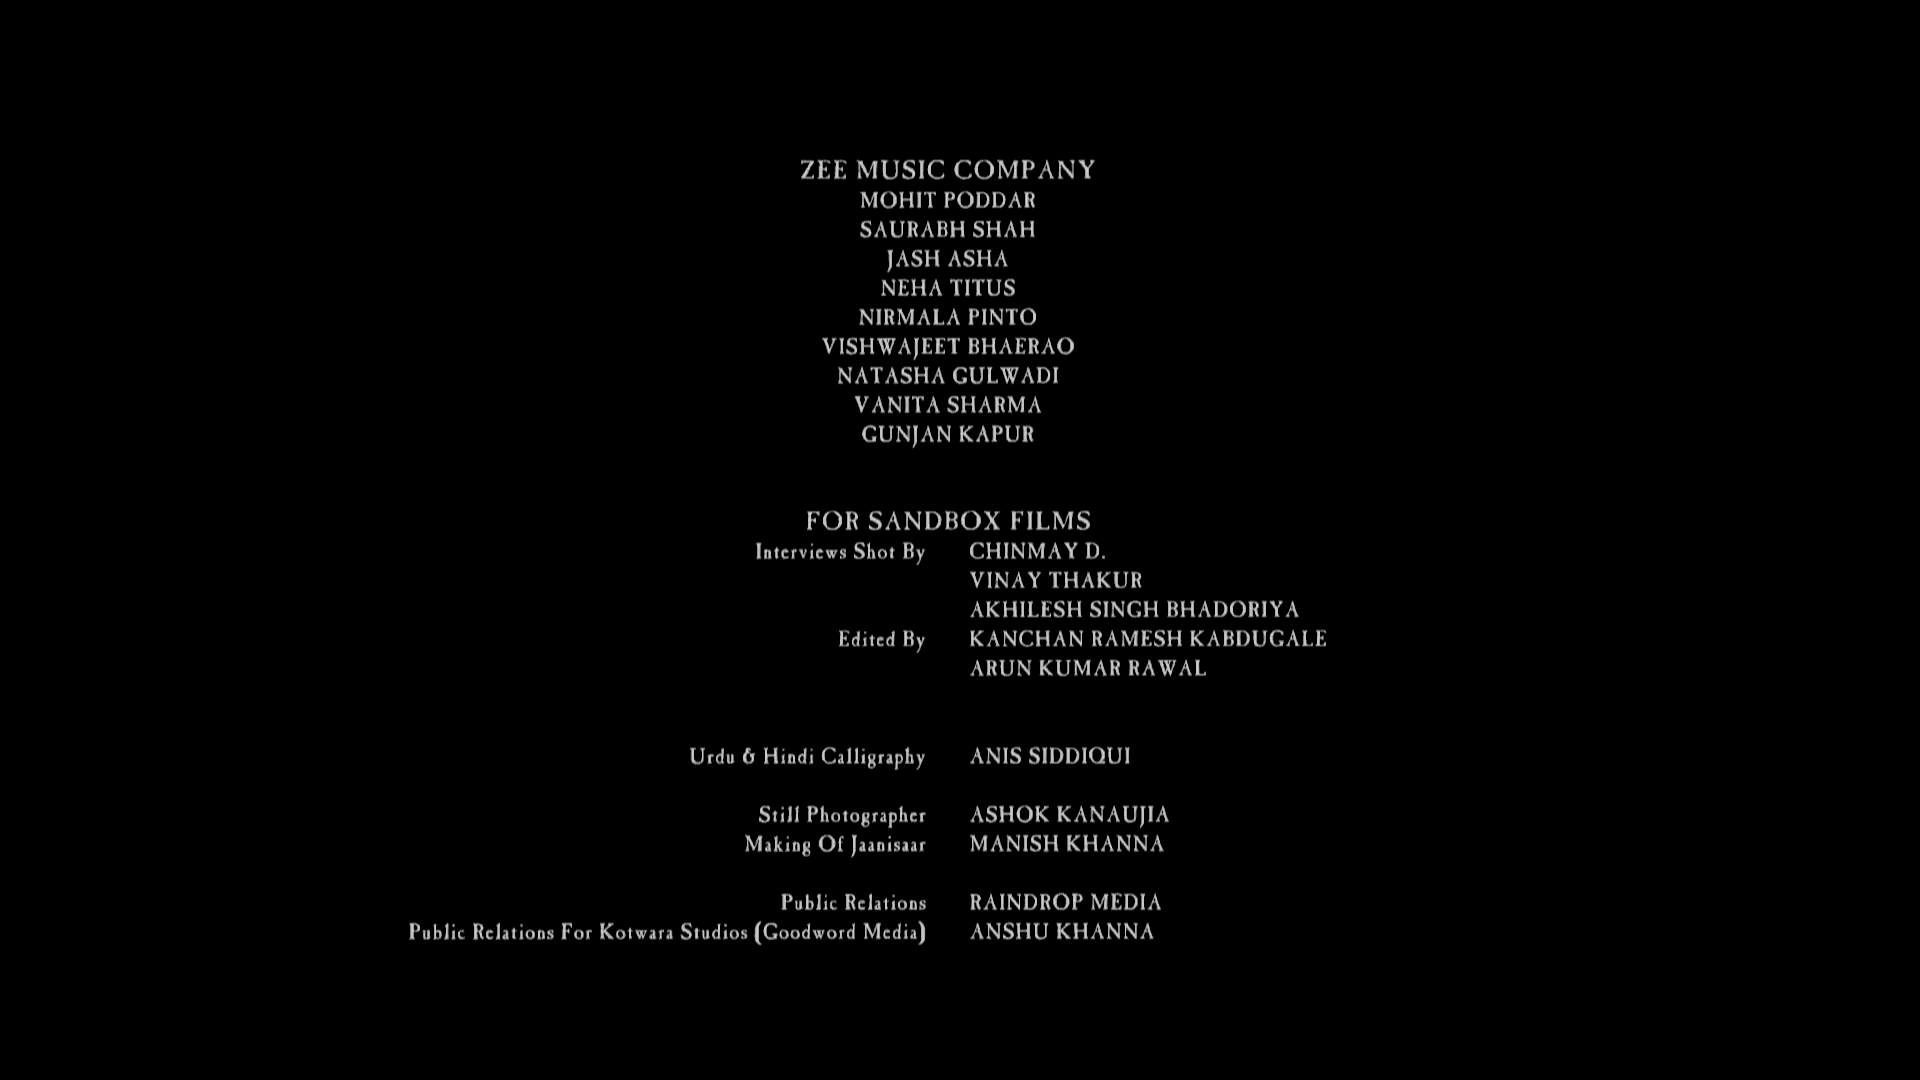 ZEE MUSIC COMPANY
MOHIT PODDAR
SAURABH SHAH
JASH ASHA
NEHA TITUS
NIRMALA PINTO
VISHWAJEET BHAERAO
NATASHA GULWADI
VANITA SHARMA
GUNJAN KAPUR
FOR SANDBOX FILMS
Interviews Shot By CHINMAY D.
VINAY THAKUR
AKHILESH SINGH BHADORIYA
Edited By KANCHAN RAMESH KABDUGALE
ARUN KUMAR RAWAL
Urdu & Hindi Calligraphy ANIS SIDDIQUI
Still Photographer ASHOK KANAUJIA
Making Of Jaanisaar MANISH KHANNA
Public Relations RAINDROP MEDIA
Public Relations For Kotwara Studios (Goodword Media) ANSHU KHANNA